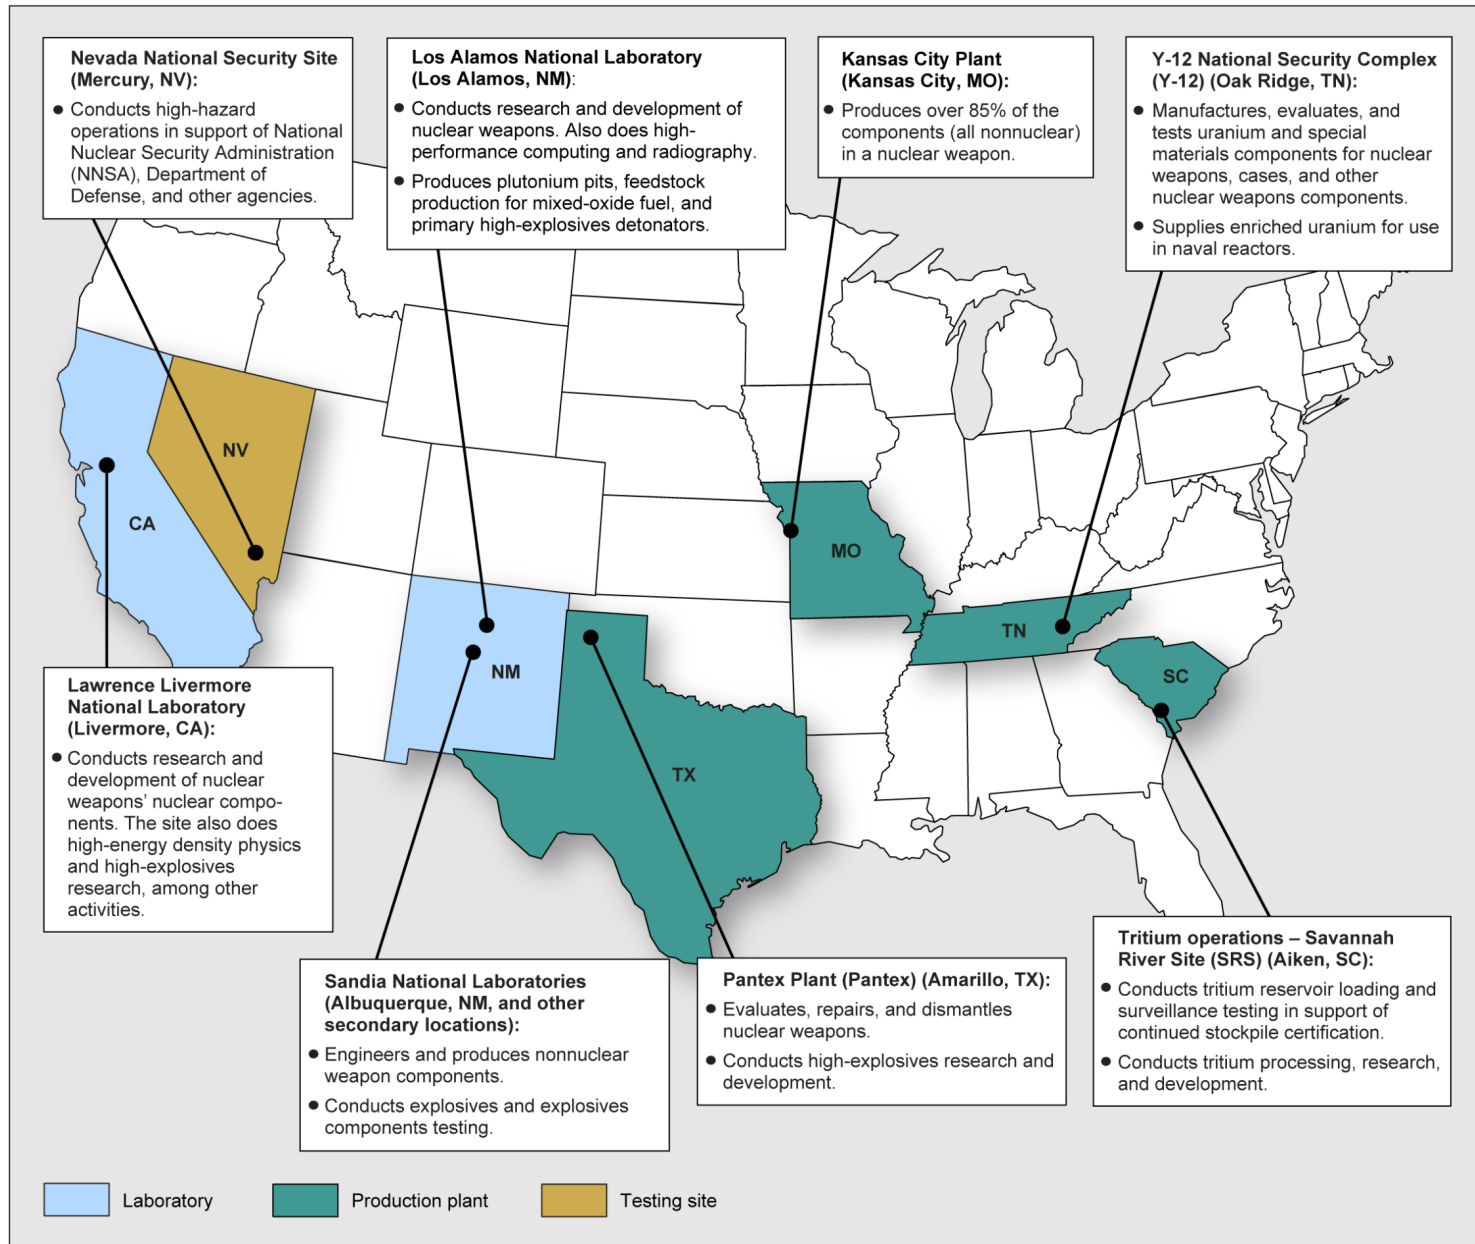 Nevada National Security Site
(Mercury, NV):
● Conducts high-hazard
operations in support of National
Nuclear Security Administration
(NNSA), Department of
Defense, and other agencies.
Los Alamos National Laboratory
(Los Alamos, NM):
● Conducts research and development of
nuclear weapons. Also does high-
performance computing and radiography.
● Produces plutonium pits, feedstock
production for mixed-oxide fuel, and
primary high-explosives detonators.
Kansas City Plant
(Kansas City, MO):
● Produces over 85% of the
components (all nonnuclear)
in a nuclear weapon.
Y-12 National Security Complex
(Y-12) (Oak Ridge, TN):
● Manufactures, evaluates, and
tests uranium and special
materials components for nuclear
weapons, cases, and other
nuclear weapons components.
● Supplies enriched uranium for use
in naval reactors.
NV
CA
MO
TN
NM
SC
TX
Lawrence Livermore
National Laboratory
(Livermore, CA):
● Conducts research and
development of nuclear
weapons' nuclear compo-
nents. The site also does
high-energy density physics
and high-explosives
research, among other
activities.
Sandia National Laboratories
(Albuquerque, NM, and other
secondary locations):
● Engineers and produces nonnuclear
weapon components.
● Conducts explosives and explosives
components testing.
Pantex Plant (Pantex) (Amarillo, TX):
● Evaluates, repairs, and dismantles
nuclear weapons.
● Conducts high-explosives research and
development.
Tritium operations – Savannah
River Site (SRS) (Aiken, SC):
● Conducts tritium reservoir loading and
surveillance testing in support of
continued stockpile certification.
● Conducts tritium processing, research,
and development.
Laboratory
Production plant
Testing site